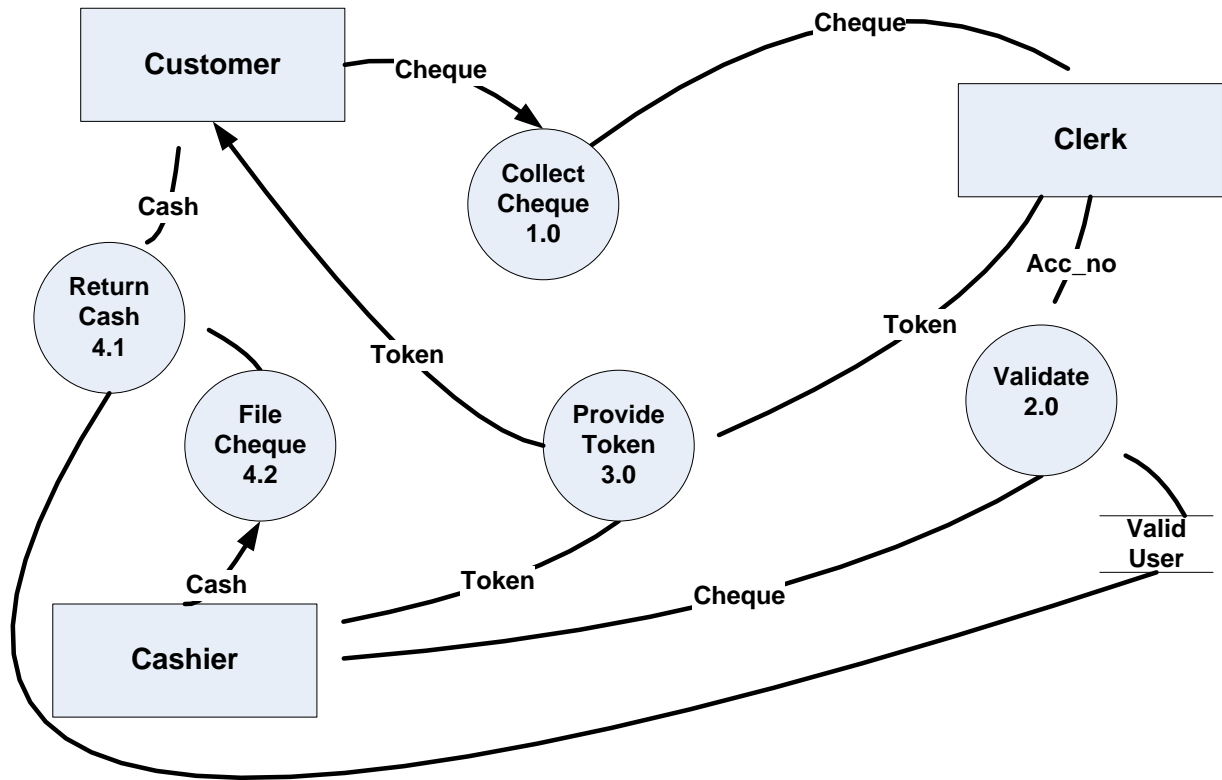 Cheque
Customer
Cheque
Clerk
Collect
Cheque
1.0
Cash
Acc_no
Return
Cash
4.1
Token
Token
Validate
2.0
File
Cheque
4.2
Provide
Token
3.0
Valid
User
Cash
Token
Cheque
Cashier